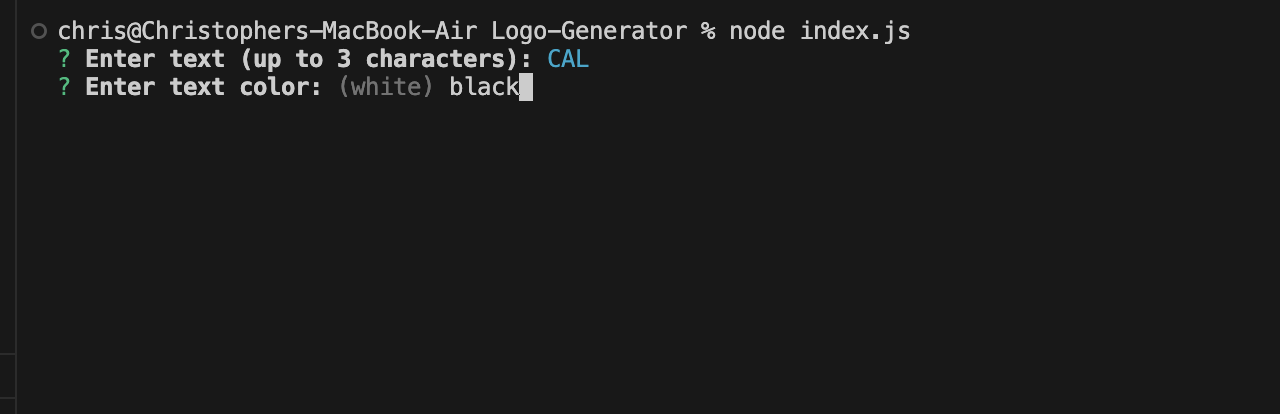 chris@Christophers-MacBook-Air Logo-Generator % node index.js
? Enter text (up to 3 characters): CAL
? Enter text color: (white) black